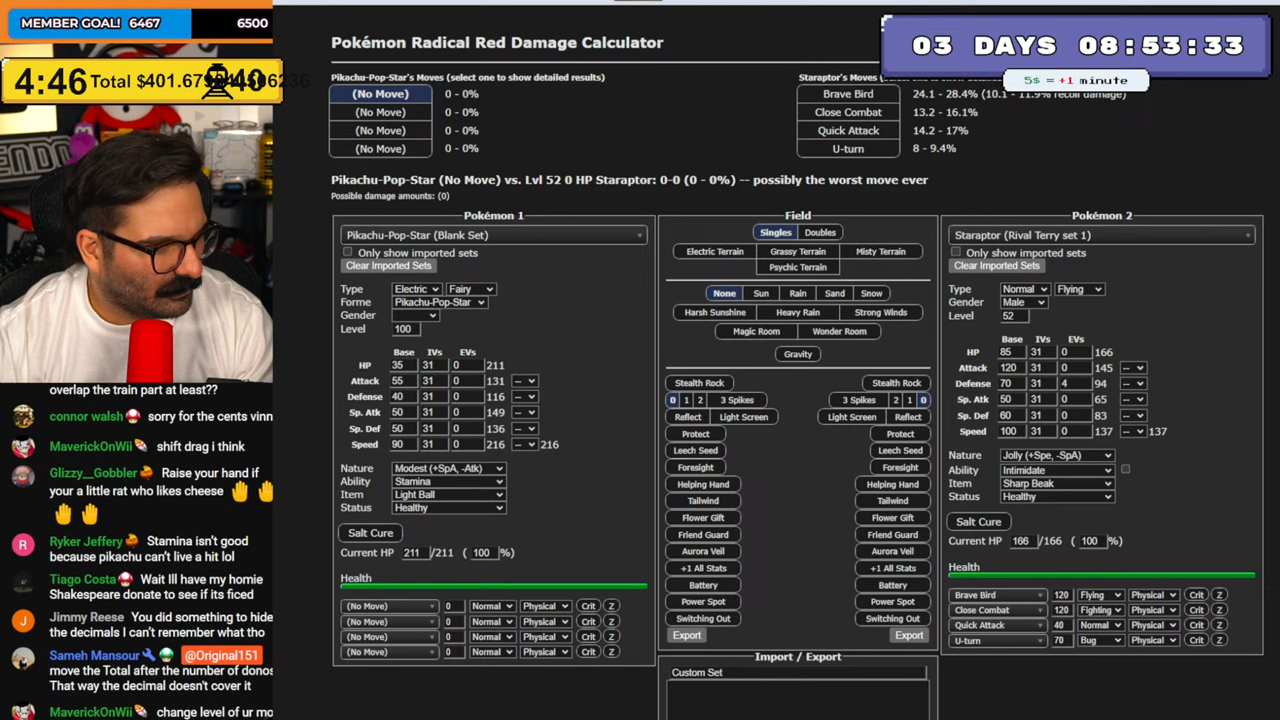 MEMBER GOAL! 6467 6500
4:46 Total $401.679 40
03 DAYS 08:53:33
5$ = +1 minute
Pokémon Radical Red Damage Calculator
Pikachu-Pop-Star's Moves (select one to show detailed results)
(No Move) 0 - 0%
(No Move) 0 - 0%
(No Move) 0 - 0%
(No Move) 0 - 0%
Staraptor's Moves
Brave Bird 24.1 - 28.4% (10.1 - 11.9% recoil damage)
Close Combat 13.2 - 16.1%
Quick Attack 14.2 - 17%
U-turn 8 - 9.4%
Pikachu-Pop-Star (No Move) vs. Lvl 52 0 HP Staraptor: 0-0 (0 - 0%) -- possibly the worst move ever
Possible damage amounts: (0)
Pokémon 1
Pikachu-Pop-Star (Blank Set)
Only show imported sets
Clear Imported Sets
Type Electric Fairy
Forme Pikachu-Pop-Star
Gender
Level 100
Base IVs EVs
HP 35 31 0 211
Attack 55 31 0 131 --
Defense 40 31 0 116 --
Sp. Atk 50 31 0 149 --
Sp. Def 50 31 0 136 --
Speed 90 31 0 216 -- 216
Nature Modest (+SpA, -Atk)
Ability Stamina
Item Light Ball
Status Healthy
Salt Cure
Current HP 211 /211 ( 100 %)
Health
(No Move) 0 Normal Physical Crit Z
(No Move) 0 Normal Physical Crit Z
(No Move) 0 Normal Physical Crit Z
(No Move) 0 Normal Physical Crit Z
Field
Singles Doubles
Electric Terrain Grassy Terrain Misty Terrain
Psychic Terrain
None Sun Rain Sand Snow
Harsh Sunshine Heavy Rain Strong Winds
Magic Room Wonder Room
Gravity
Stealth Rock Stealth Rock
0 1 2 3 Spikes 3 Spikes 2 1 0
Reflect Light Screen Light Screen Reflect
Protect Protect
Leech Seed Leech Seed
Foresight Foresight
Helping Hand Helping Hand
Tailwind Tailwind
Flower Gift Flower Gift
Friend Guard Friend Guard
Aurora Veil Aurora Veil
+1 All Stats +1 All Stats
Battery Battery
Power Spot Power Spot
Switching Out Switching Out
Export Export
Import / Export
Custom Set
Pokémon 2
Staraptor (Rival Terry set 1)
Only show imported sets
Clear Imported Sets
Type Normal Flying
Gender Male
Level 52
Base IVs EVs
HP 85 31 0 166
Attack 120 31 0 145 --
Defense 70 31 4 94 --
Sp. Atk 50 31 0 65 --
Sp. Def 60 31 0 83 --
Speed 100 31 0 137 -- 137
Nature Jolly (+Spe, -SpA)
Ability Intimidate
Item Sharp Beak
Status Healthy
Salt Cure
Current HP 166 /166 ( 100 %)
Health
Brave Bird 120 Flying Physical Crit Z
Close Combat 120 Fighting Physical Crit Z
Quick Attack 40 Normal Physical Crit Z
U-turn 70 Bug Physical Crit Z
overlap the train part at least??
connor walsh sorry for the cents vinn
MaverickOnWii shift drag i think
Glizzy__Gobbler Raise your hand if
your a little rat who likes cheese
Ryker Jeffery Stamina isn't good
because pikachu can't live a hit lol
Tiago Costa Wait Ill have my homie
Shakespeare donate to see if its ficed
Jimmy Reese You did something to hide
the decimals I can't remember what tho
Sameh Mansour @Original151
move the Total after the number of donos
That way the decimal doesn't cover it
MaverickOnWii change level of ur mo